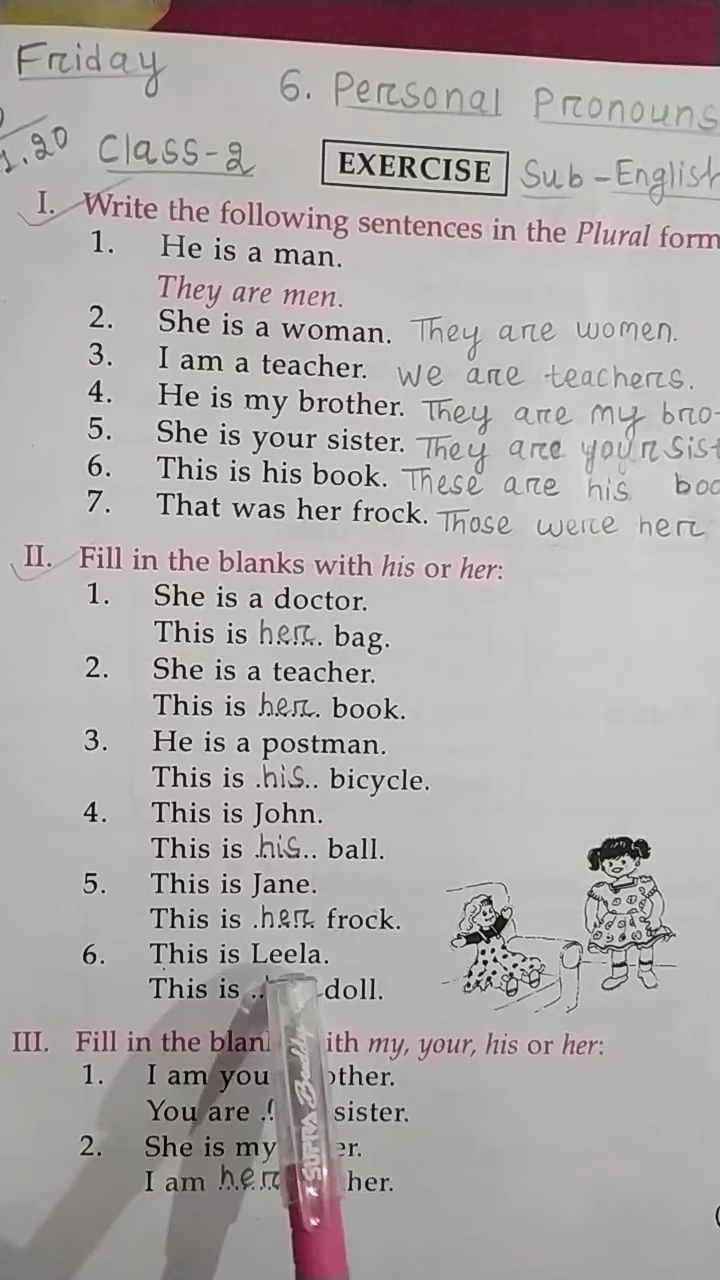 Friday
6. Personal Pronouns
1.20 Class-2 EXERCISE Sub-English
I. Write the following sentences in the Plural form
1. He is a man.
They are men.
2. She is a woman. They are women.
3. I am a teacher. We are teachers.
4. He is my brother. They are my bro-
5. She is your sister. They are your sist
6. This is his book. These are his boo
7. That was her frock. Those were her
II. Fill in the blanks with his or her:
1. She is a doctor.
This is her... bag.
2. She is a teacher.
This is her.. book.
3. He is a postman.
This is .his.. bicycle.
4. This is John.
This is .his.. ball.
5. This is Jane.
This is .her. frock.
6. This is Leela.
This is .. doll.
III. Fill in the blan ith my, your, his or her:
1. I am you other.
You are sister.
2. She is my er.
I am her her.
SUPRA Buddy